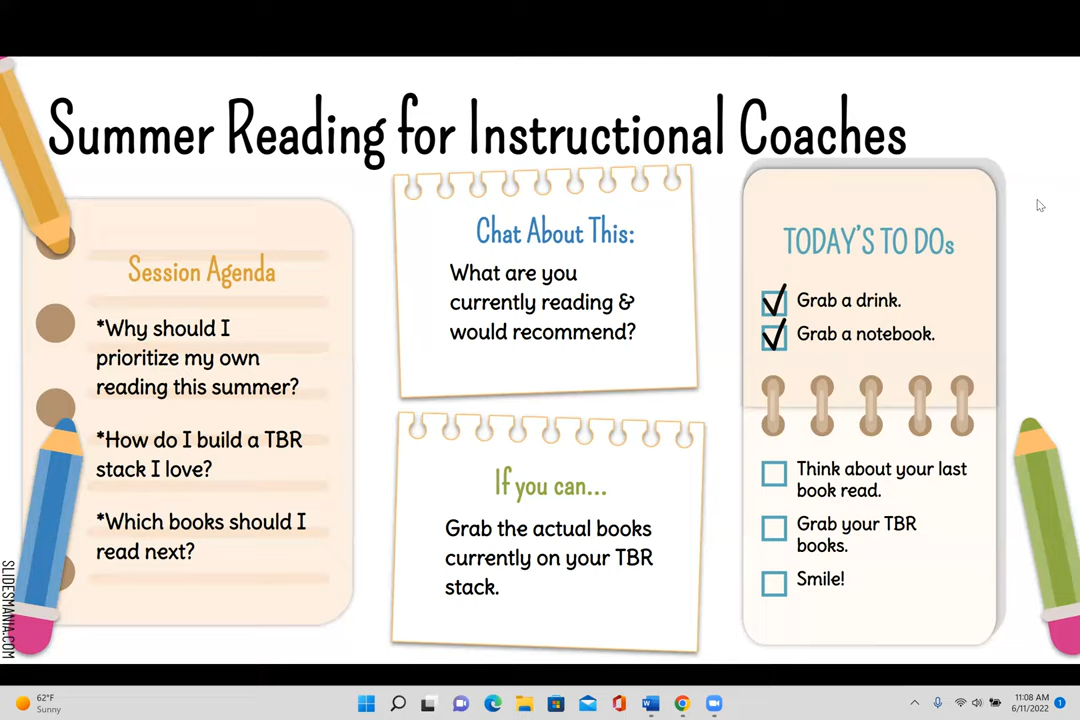 Summer Reading for Instructional Coaches
Session Agenda
*Why should I
prioritize my own
reading this summer?
*How do I build a TBR
stack I love?
*Which books should I
read next?
Chat About This:
What are you
currently reading &
would recommend?
If you can...
Grab the actual books
currently on your TBR
stack.
TODAY'S TO DOs
Grab a drink.
Grab a notebook.
Think about your last
book read.
Grab your TBR
books.
Smile!
SLIDESMANIA.COM
62°F
Sunny
11:08 AM
6/11/2022
1